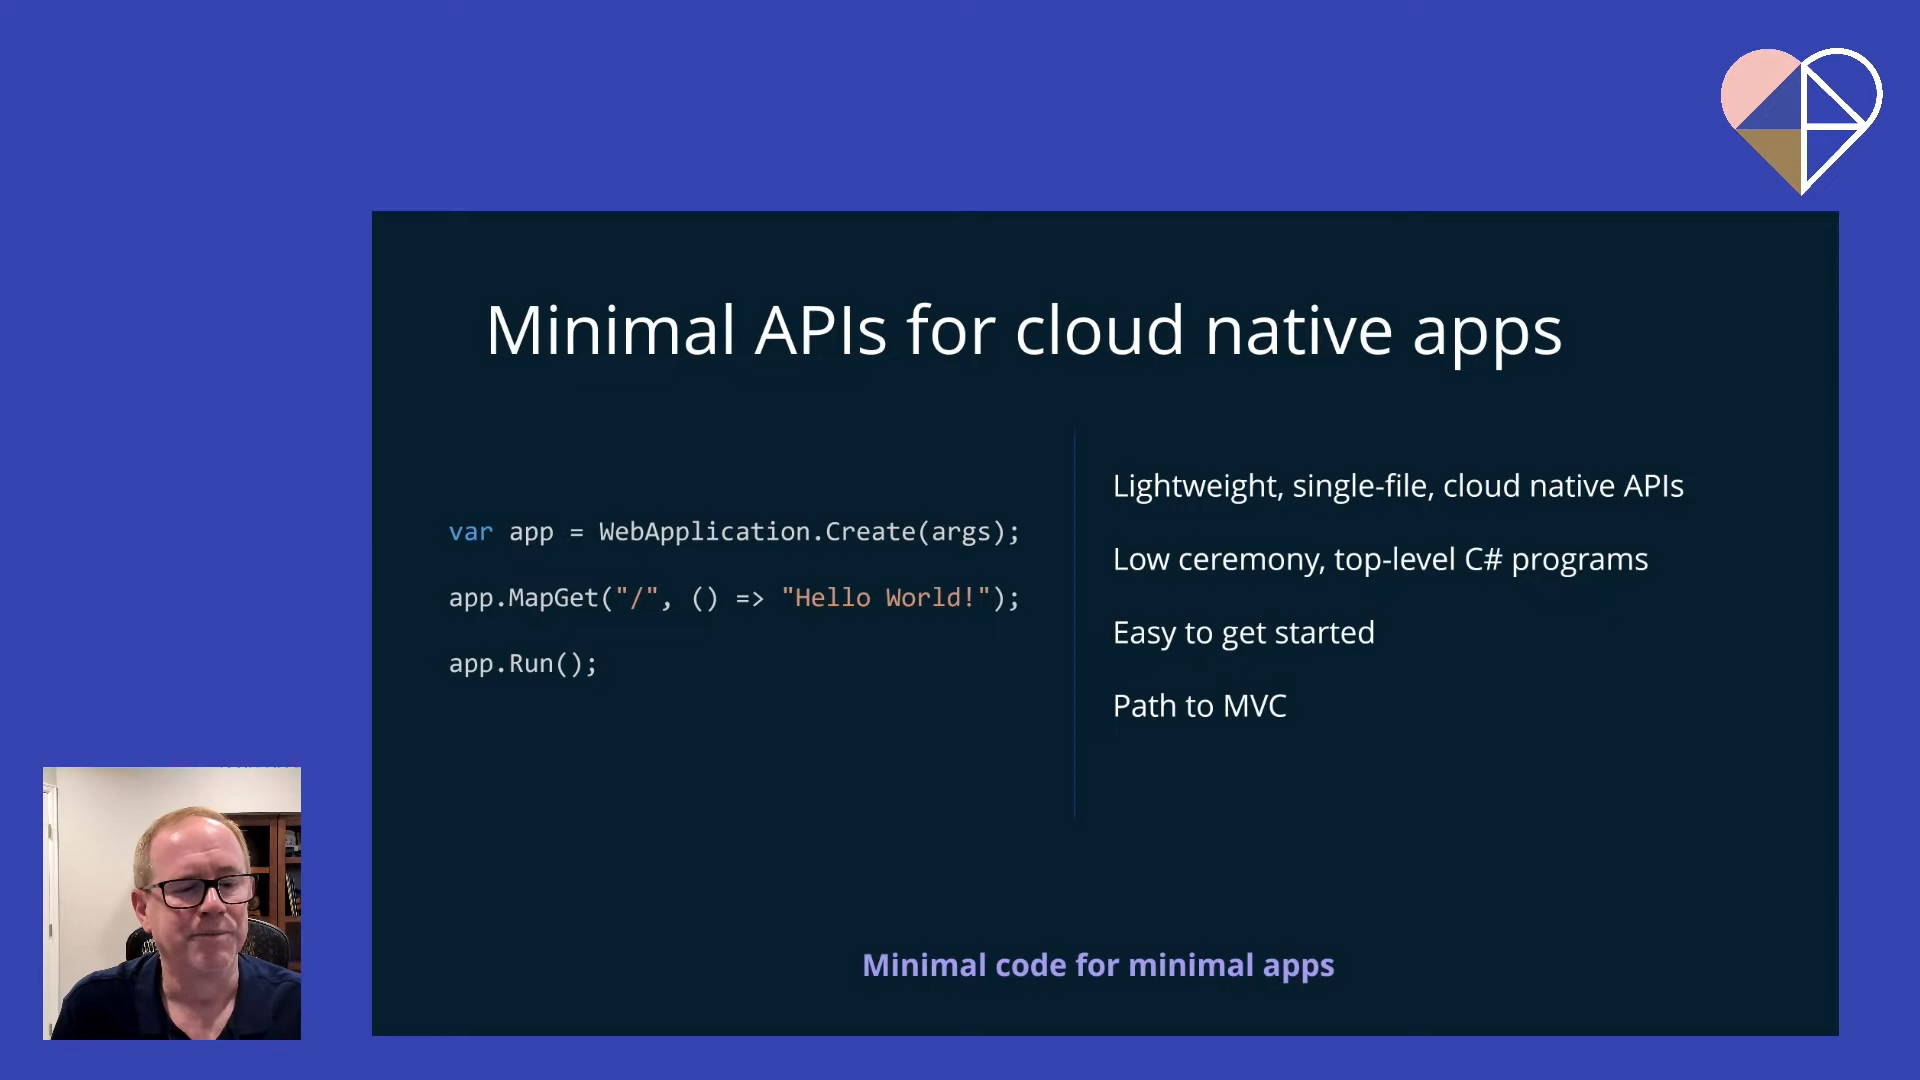 Minimal APIs for cloud native apps
var app = WebApplication.Create(args);
app.MapGet("/", () => "Hello World!");
app.Run();
Lightweight, single-file, cloud native APIs
Low ceremony, top-level C# programs
Easy to get started
Path to MVC
Minimal code for minimal apps